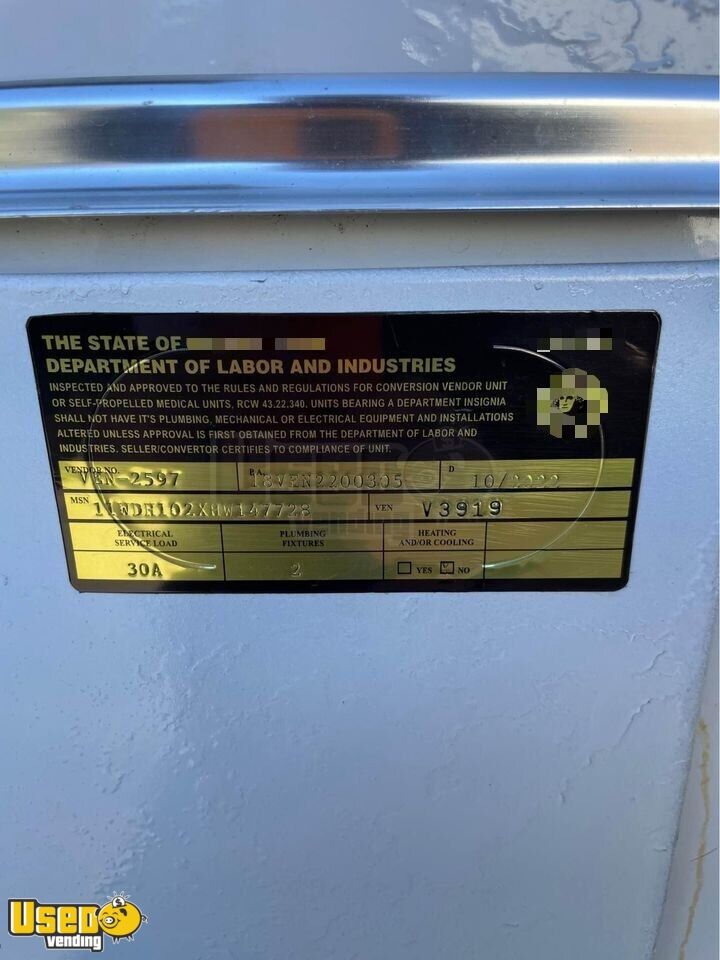 THE STATE OF
DEPARTMENT OF LABOR AND INDUSTRIES
INSPECTED AND APPROVED TO THE RULES AND REGULATIONS FOR CONVERSION VENDOR UNIT
OR SELF-PROPELLED MEDICAL UNITS, RCW 43.22.340. UNITS BEARING A DEPARTMENT INSIGNIA
SHALL NOT HAVE IT'S PLUMBING, MECHANICAL OR ELECTRICAL EQUIPMENT AND INSTALLATIONS
ALTERED UNLESS APPROVAL IS FIRST OBTAINED FROM THE DEPARTMENT OF LABOR AND
INDUSTRIES. SELLER/CONVERTOR CERTIFIES TO COMPLIANCE OF UNIT.
VENDOR NO. VEN-2597 P.A. 18VEN2200305 D 10/2022
MSN VEN V3919
ELECTRICAL SERVICE LOAD PLUMBING FIXTURES HEATING AND/OR COOLING
30A 2 YES NO
USED vending